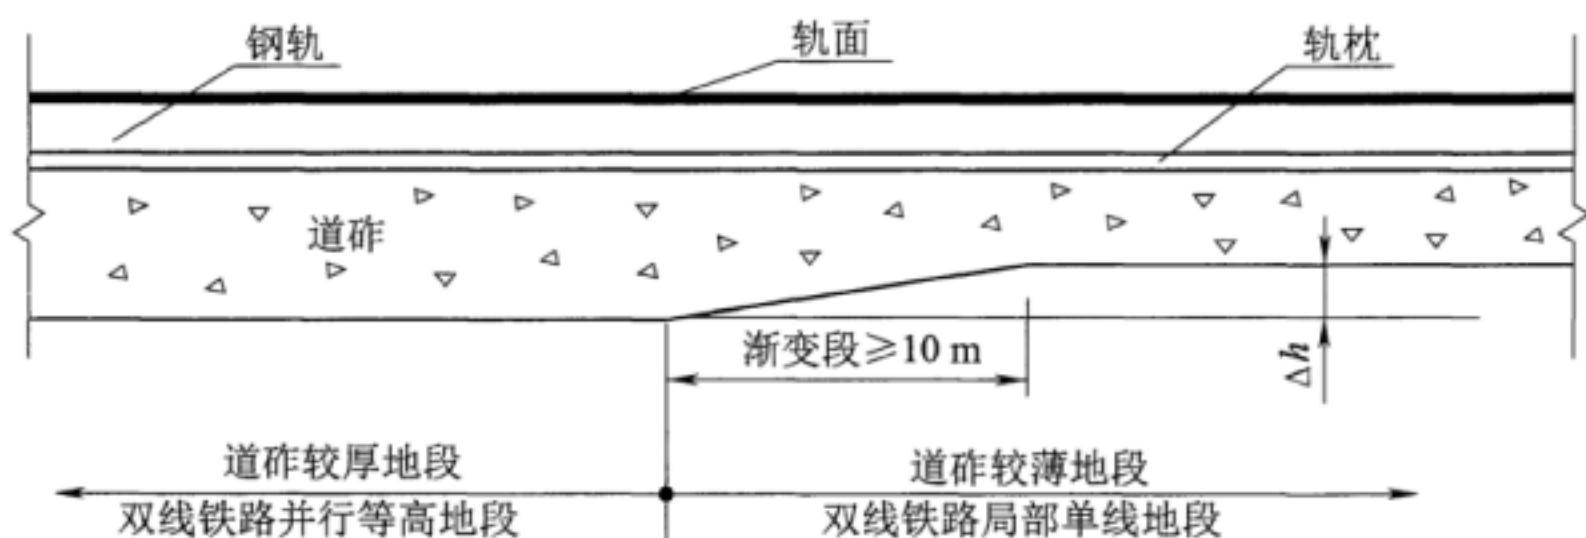 钢轨
轨面
轨枕
道砟
渐变段≥10 m
Δh
道砟较厚地段
道砟较薄地段
双线铁路并行等高地段
双线铁路局部单线地段